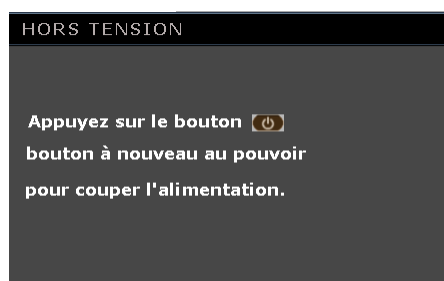 HORS TENSION
Appuyez sur le bouton
bouton à nouveau au pouvoir
pour couper l'alimentation.